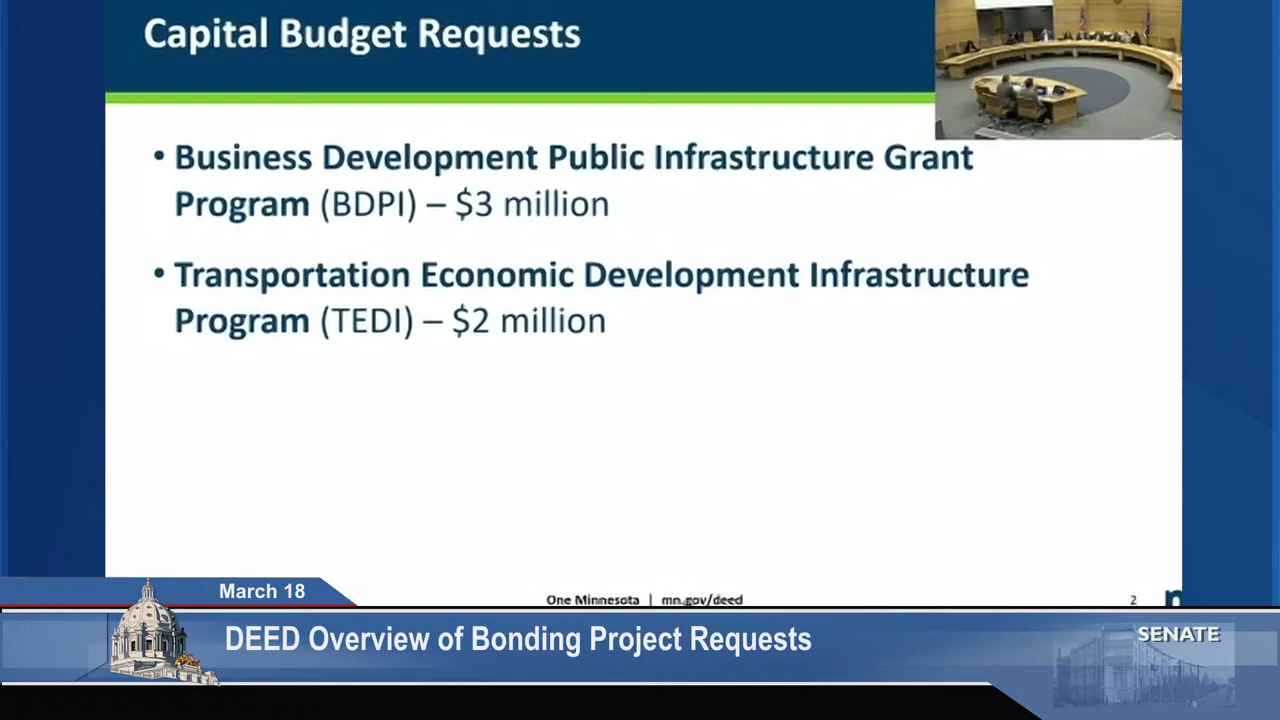 Capital Budget Requests
• Business Development Public Infrastructure Grant
Program (BDPI) – $3 million
• Transportation Economic Development Infrastructure
Program (TEDI) – $2 million
One Minnesota | mn.gov/deed
2
March 18
DEED Overview of Bonding Project Requests
SENATE